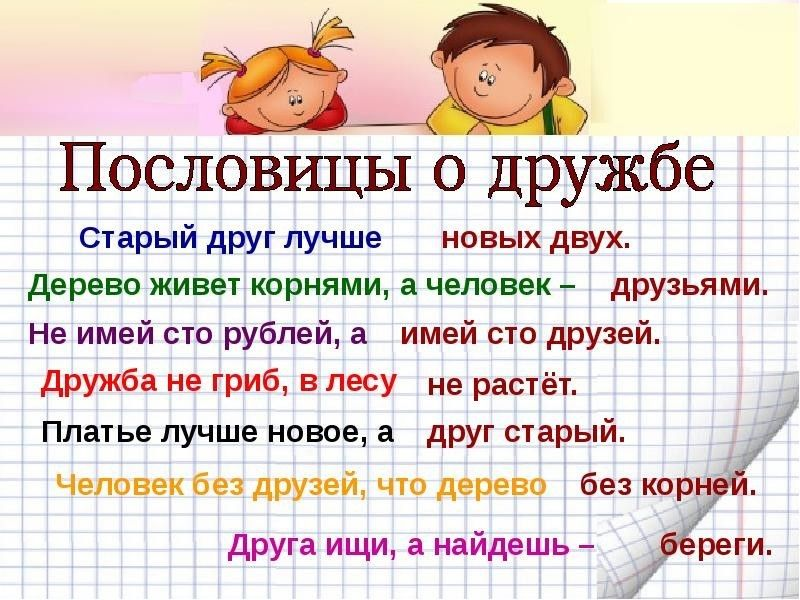 Пословицы о дружбе
Старый друг лучше новых двух.
Дерево живет корнями, а человек – друзьями.
Не имей сто рублей, а имей сто друзей.
Дружба не гриб, в лесу не растёт.
Платье лучше новое, а друг старый.
Человек без друзей, что дерево без корней.
Друга ищи, а найдешь – береги.